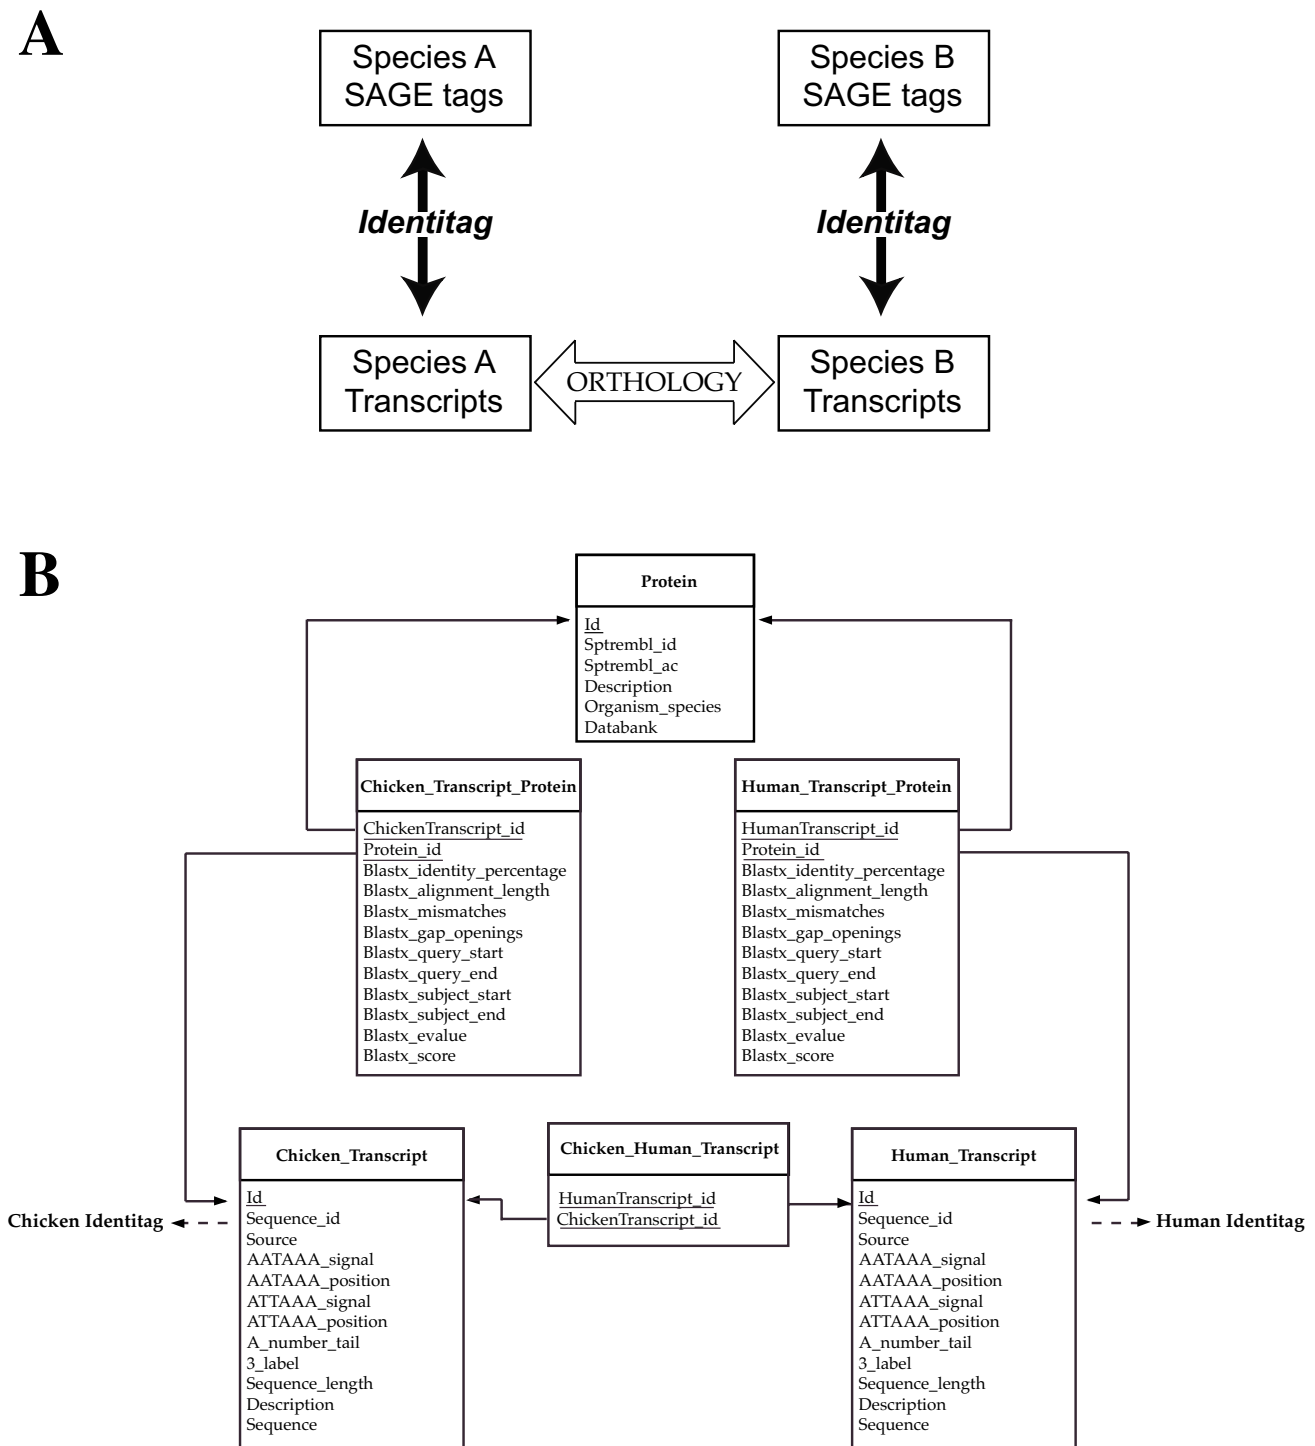 A
Species A
SAGE tags
Species B
SAGE tags
Identitag
Identitag
Species A
Transcripts
ORTHOLOGY
Species B
Transcripts
B
Protein
Id
Sptrembl_id
Sptrembl_ac
Description
Organism_species
Databank
Chicken_Transcript_Protein
ChickenTranscript_id
Protein_id
Blastx_identity_percentage
Blastx_alignment_length
Blastx_mismatches
Blastx_gap_openings
Blastx_query_start
Blastx_query_end
Blastx_subject_start
Blastx_subject_end
Blastx_evalue
Blastx_score
Human_Transcript_Protein
HumanTranscript_id
Protein_id
Blastx_identity_percentage
Blastx_alignment_length
Blastx_mismatches
Blastx_gap_openings
Blastx_query_start
Blastx_query_end
Blastx_subject_start
Blastx_subject_end
Blastx_evalue
Blastx_score
Chicken Identitag
Chicken_Transcript
Id
Sequence_id
Source
AATAAA_signal
AATAAA_position
ATTAAA_signal
ATTAAA_position
A_number_tail
3_label
Sequence_length
Description
Sequence
Chicken_Human_Transcript
HumanTranscript_id
ChickenTranscript_id
Human_Transcript
Id
Sequence_id
Source
AATAAA_signal
AATAAA_position
ATTAAA_signal
ATTAAA_position
A_number_tail
3_label
Sequence_length
Description
Sequence
Human Identitag